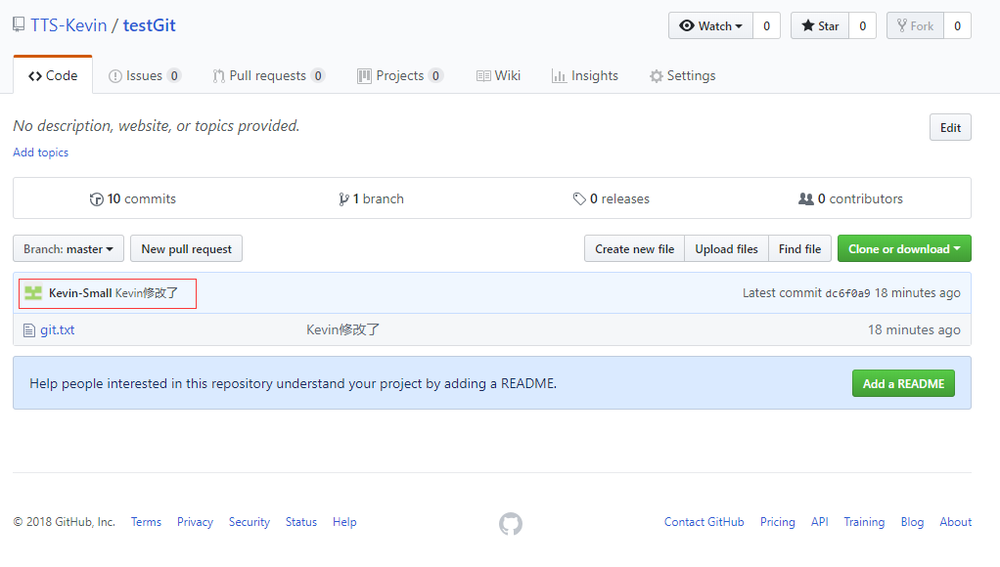 TTS-Kevin / testGit
Watch 0 Star 0 Fork 0
Code Issues 0 Pull requests 0 Projects 0 Wiki Insights Settings
No description, website, or topics provided.
Edit
Add topics
10 commits 1 branch 0 releases 0 contributors
Branch: master New pull request Create new file Upload files Find file Clone or download
Kevin-Small Kevin修改了 Latest commit dc6f0a9 18 minutes ago
git.txt Kevin修改了 18 minutes ago
Help people interested in this repository understand your project by adding a README. Add a README
© 2018 GitHub, Inc. Terms Privacy Security Status Help Contact GitHub Pricing API Training Blog About